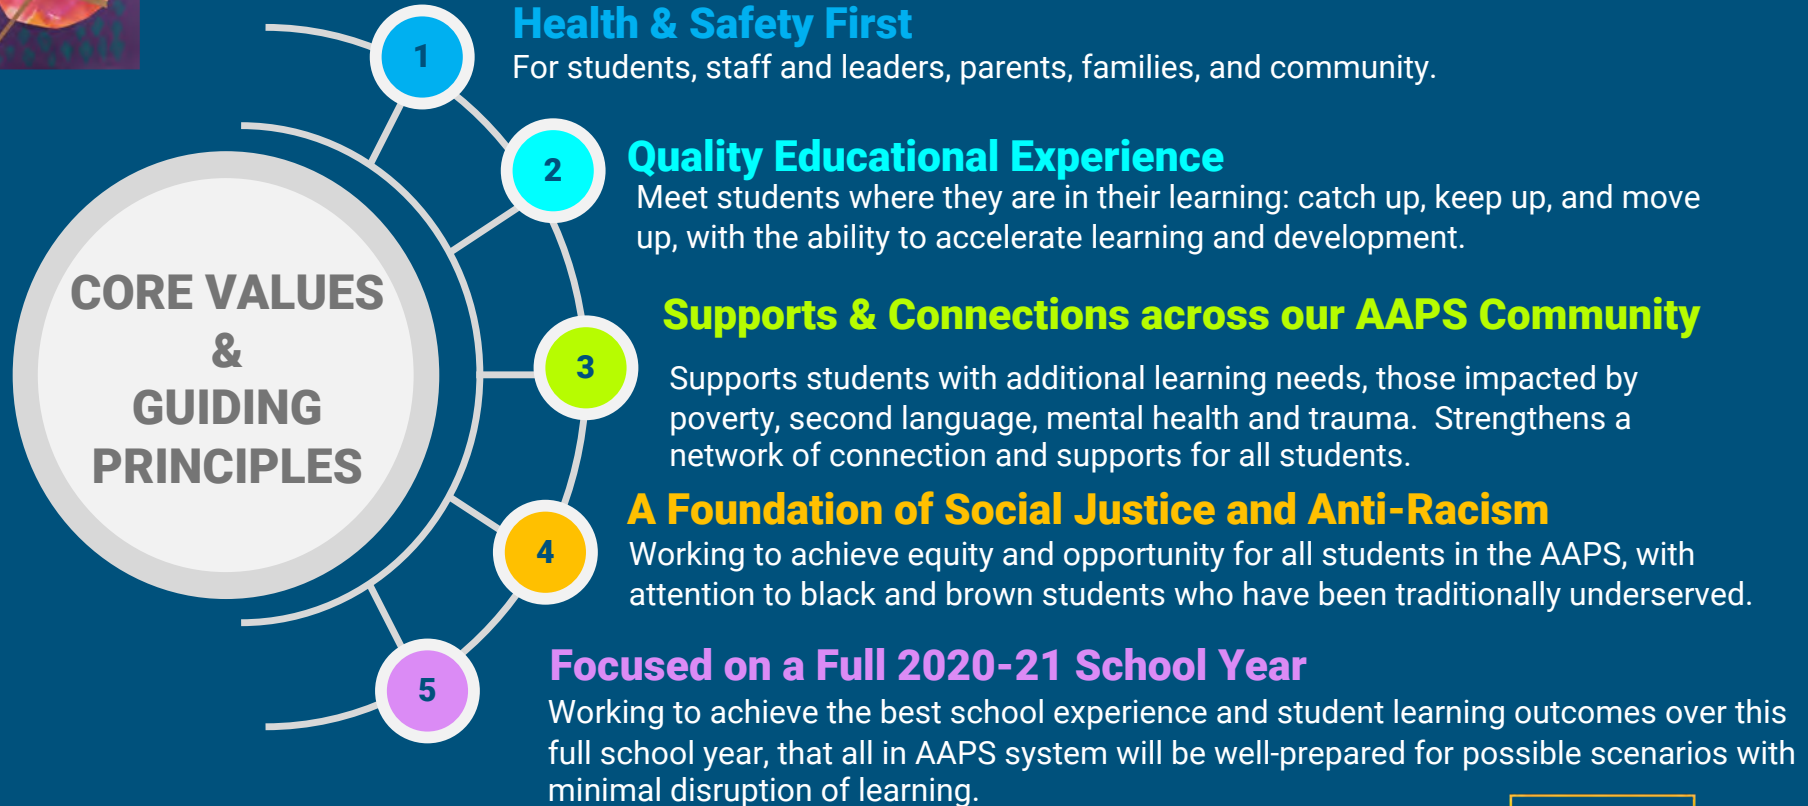 CORE VALUES
&
GUIDING
PRINCIPLES
1
Health & Safety First
For students, staff and leaders, parents, families, and community.
2
Quality Educational Experience
Meet students where they are in their learning: catch up, keep up, and move
up, with the ability to accelerate learning and development.
3
Supports & Connections across our AAPS Community
Supports students with additional learning needs, those impacted by
poverty, second language, mental health and trauma.  Strengthens a
network of connection and supports for all students.
4
A Foundation of Social Justice and Anti-Racism
Working to achieve equity and opportunity for all students in the AAPS, with
attention to black and brown students who have been traditionally underserved.
5
Focused on a Full 2020-21 School Year
Working to achieve the best school experience and student learning outcomes over this
full school year, that all in AAPS system will be well-prepared for possible scenarios with
minimal disruption of learning.